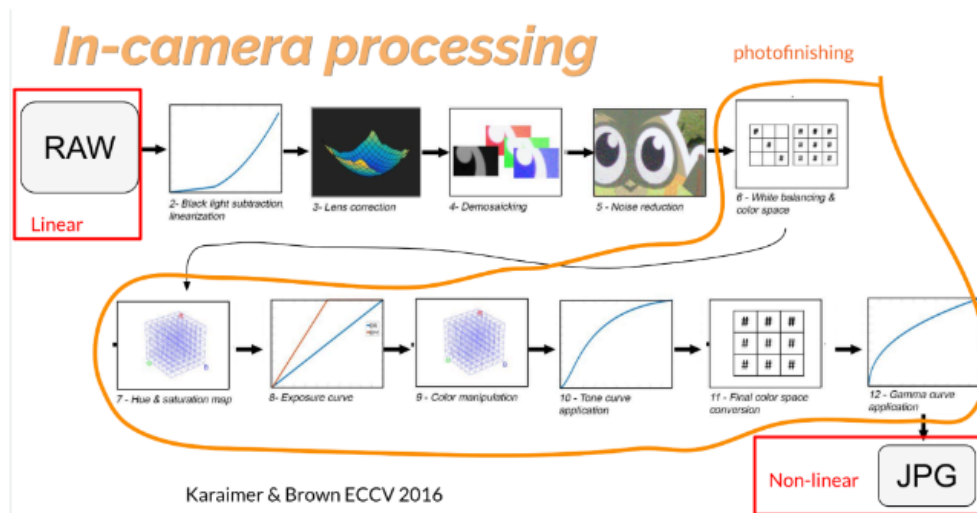 In-camera processing
photofinishing
RAW
Linear
2- Black light subtraction,
linearization
3- Lens correction
4- Demosaicking
5 - Noise reduction
# # # # #
# # # #
# # # #
6 - White balancing &
color space
7 - Hue & saturation map
8- Exposure curve
9 - Color manipulation
10 - Tone curve
application
# # #
# # #
# # #
11 - Final color space
conversion
12 - Gamma curve
application
Non-linear
JPG
Karaimer & Brown ECCV 2016